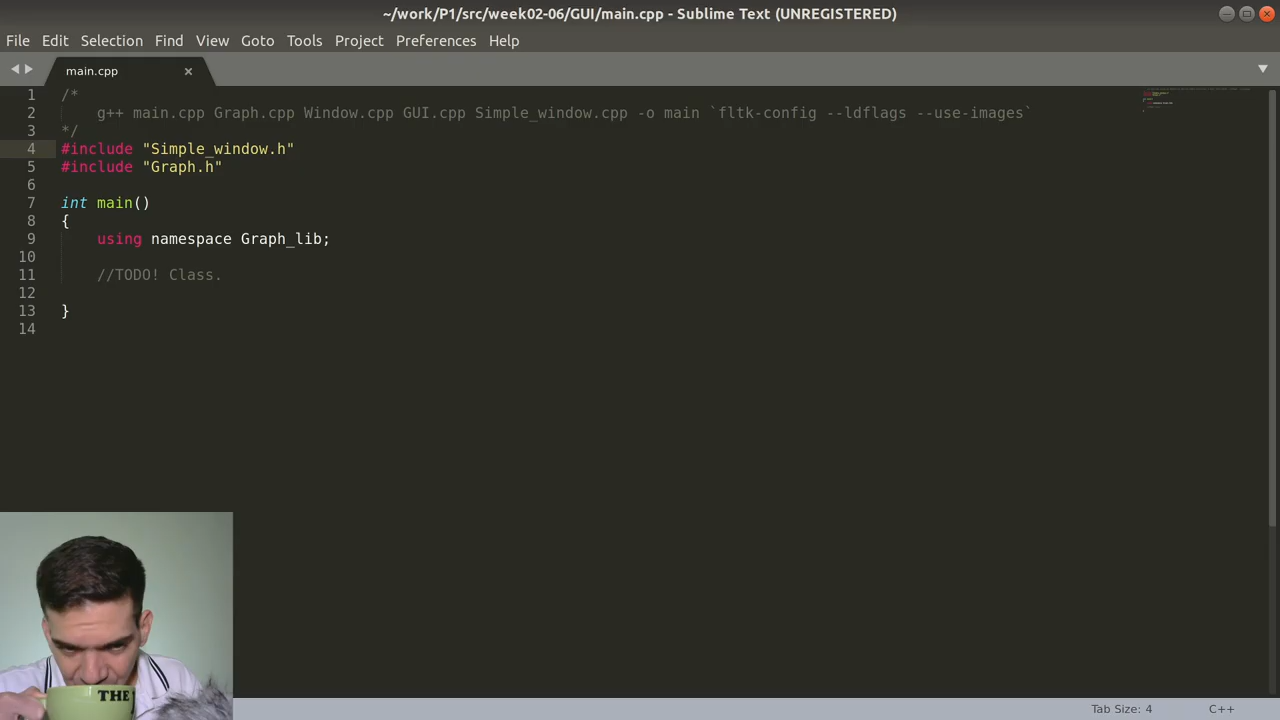 ~/work/P1/src/week02-06/GUI/main.cpp - Sublime Text (UNREGISTERED)
File Edit Selection Find View Goto Tools Project Preferences Help
main.cpp
1 /*
2 g++ main.cpp Graph.cpp Window.cpp GUI.cpp Simple_window.cpp -o main `fltk-config --ldflags --use-images`
3 */
4 #include "Simple_window.h"
5 #include "Graph.h"
6
7 int main()
8 {
9 using namespace Graph_lib;
10
11 //TODO! Class.
12
13 }
14
THE
Tab Size: 4 C++